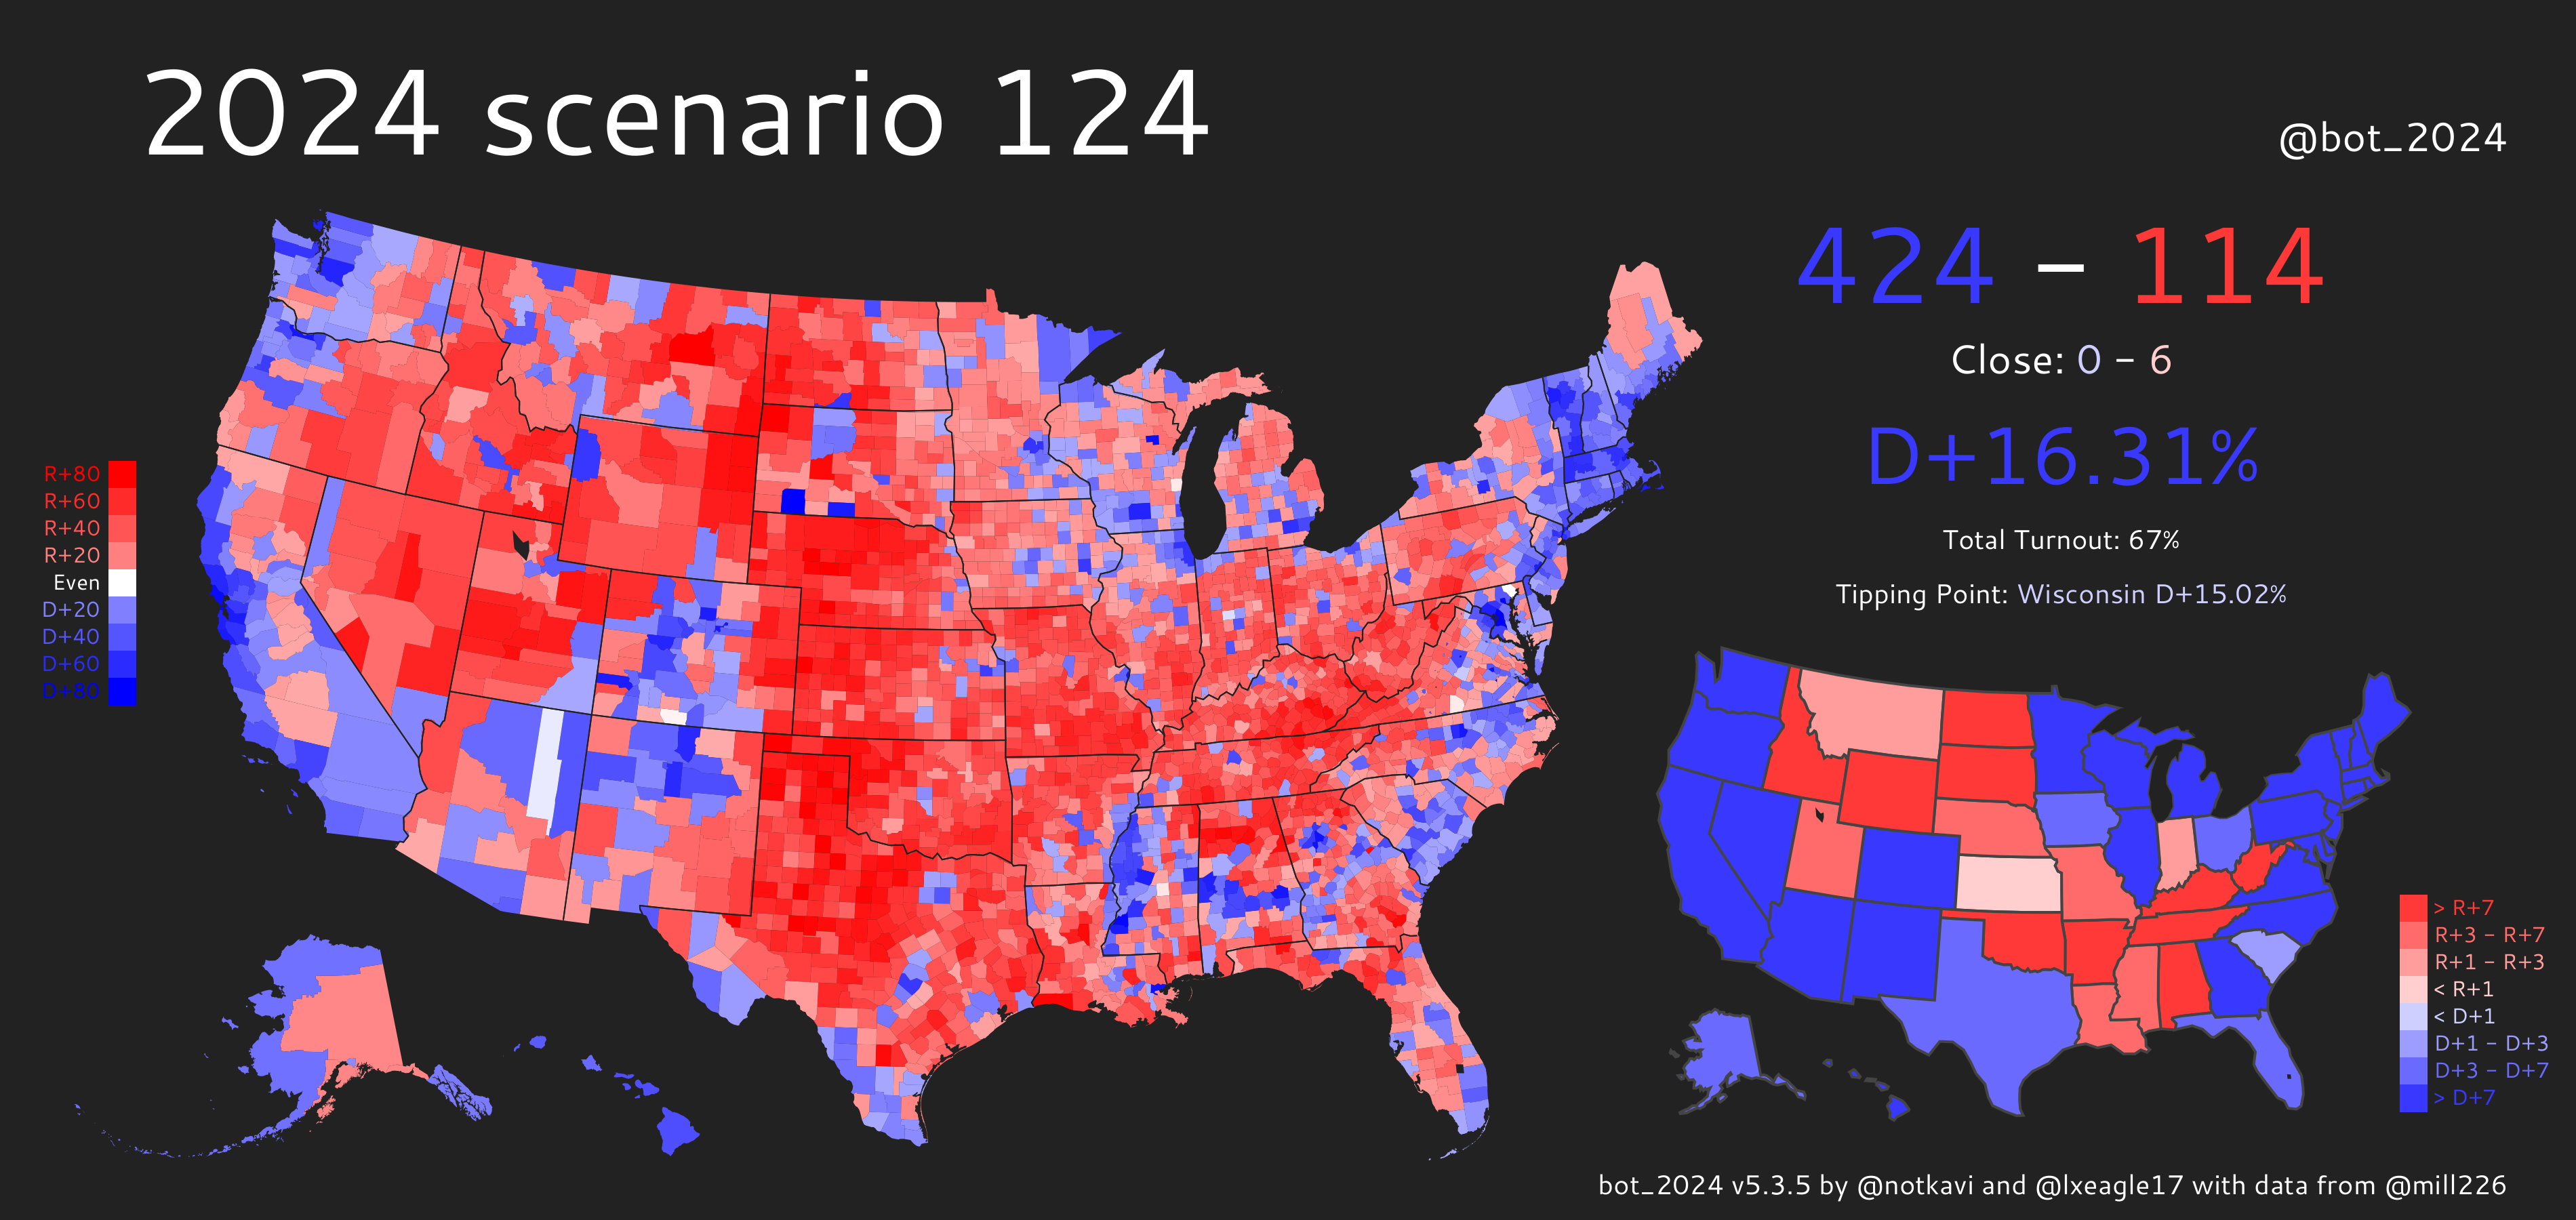 2024 scenario 124
@bot_2024
424 - 114
Close: 0 - 6
D+16.31%
Total Turnout: 67%
Tipping Point: Wisconsin D+15.02%
R+80
R+60
R+40
R+20
Even
D+20
D+40
D+60
D+80
> R+7
R+3 - R+7
R+1 - R+3
< R+1
< D+1
D+1 - D+3
D+3 - D+7
> D+7
bot_2024 v5.3.5 by @notkavi and @lxeagle17 with data from @mill226